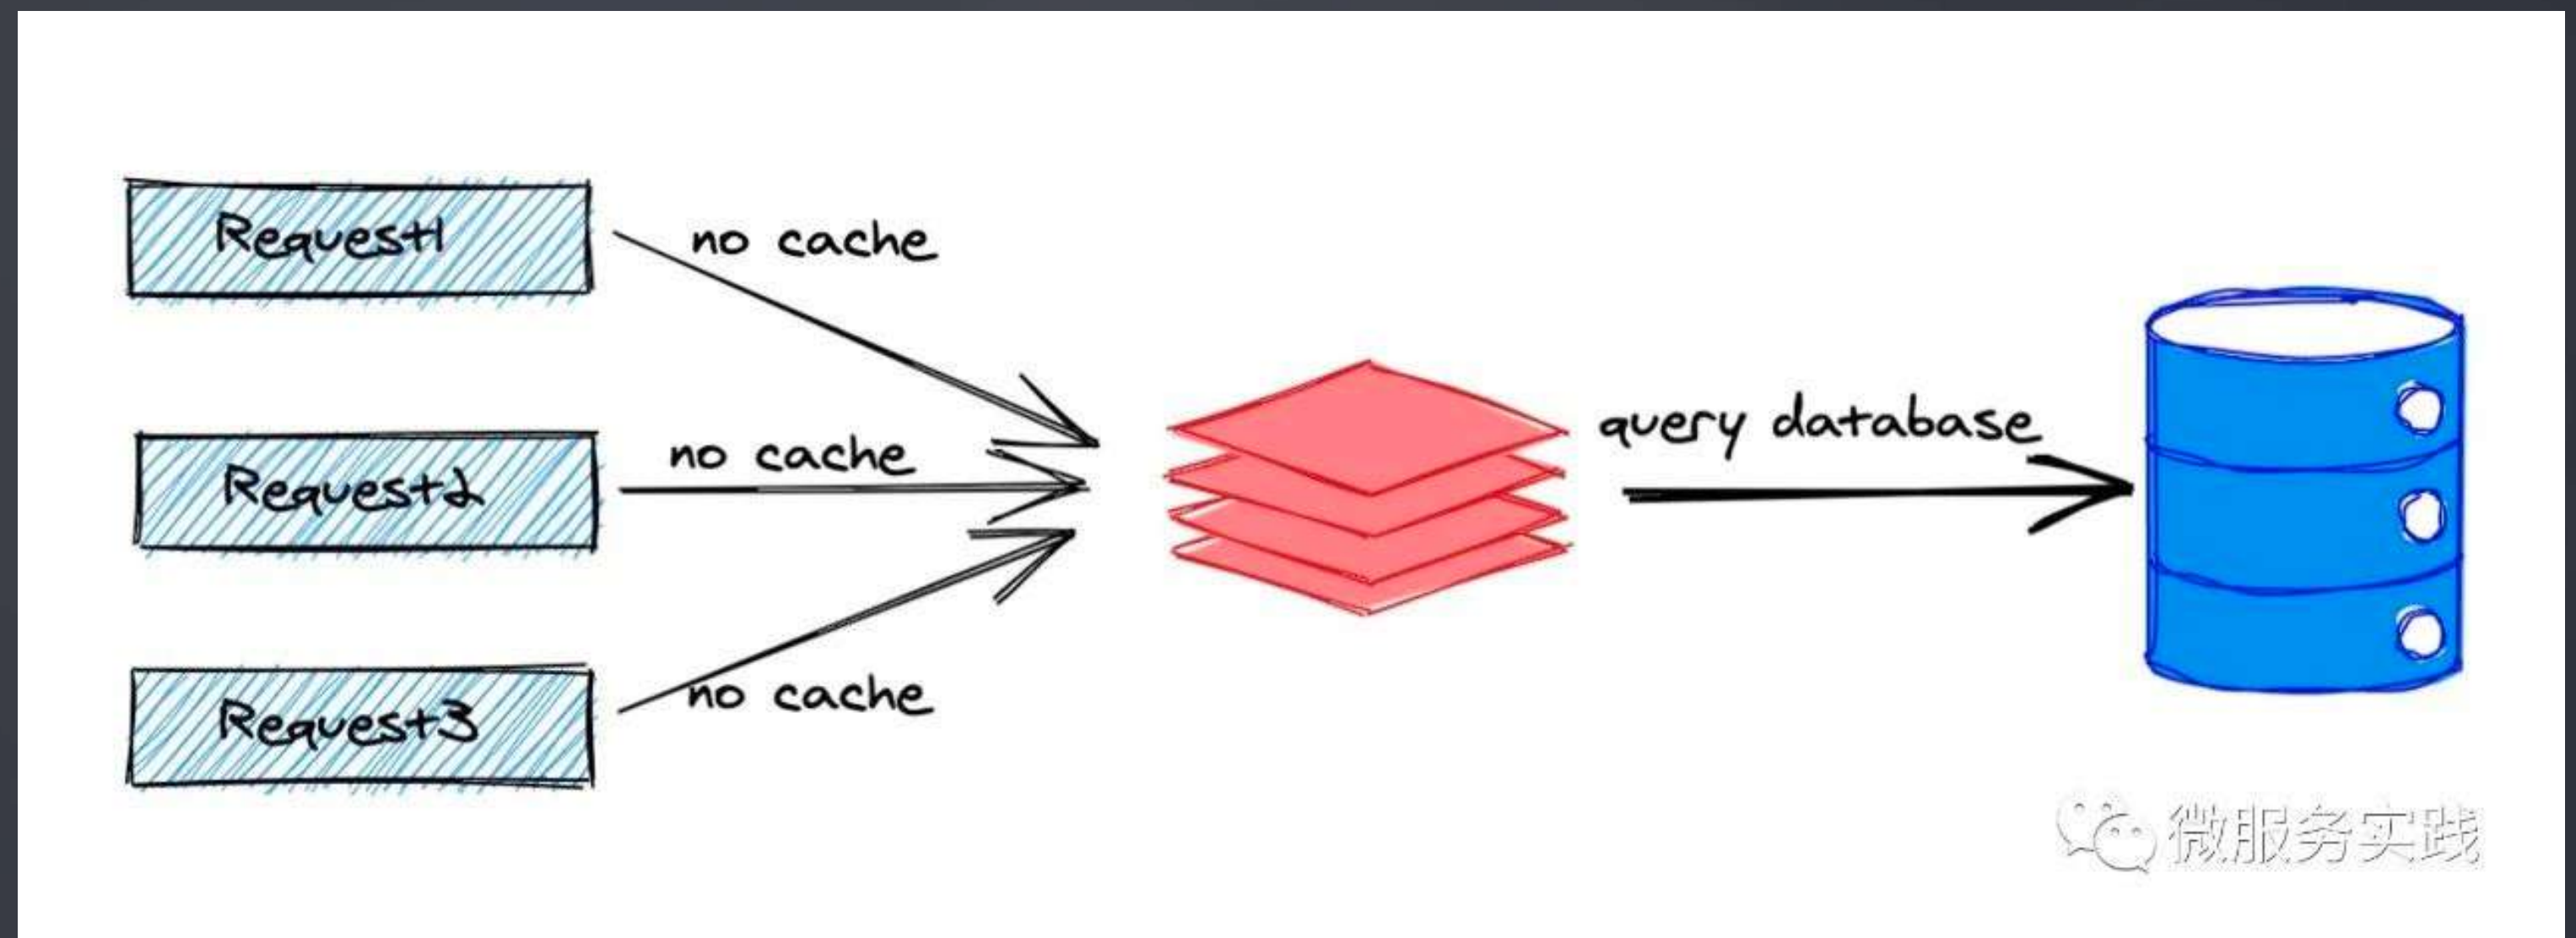 Request1
no cache
Request2
no cache
Request3
no cache
query database
微服务实践